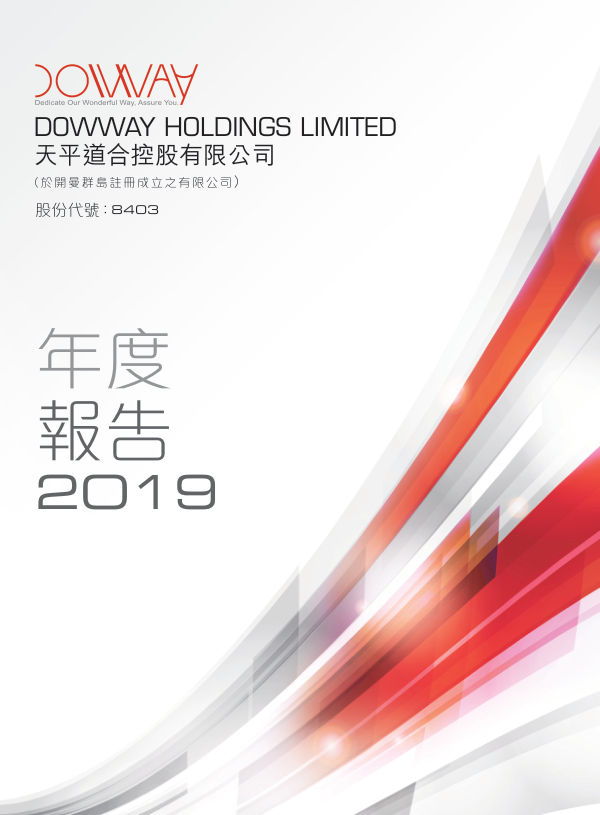 DOWWAY
Dedicate Our Wonderful Way, Assure You.
DOWWAY HOLDINGS LIMITED
天平道合控股有限公司
(於開曼群島註冊成立之有限公司)
股份代號：8403
年度
報告
2019